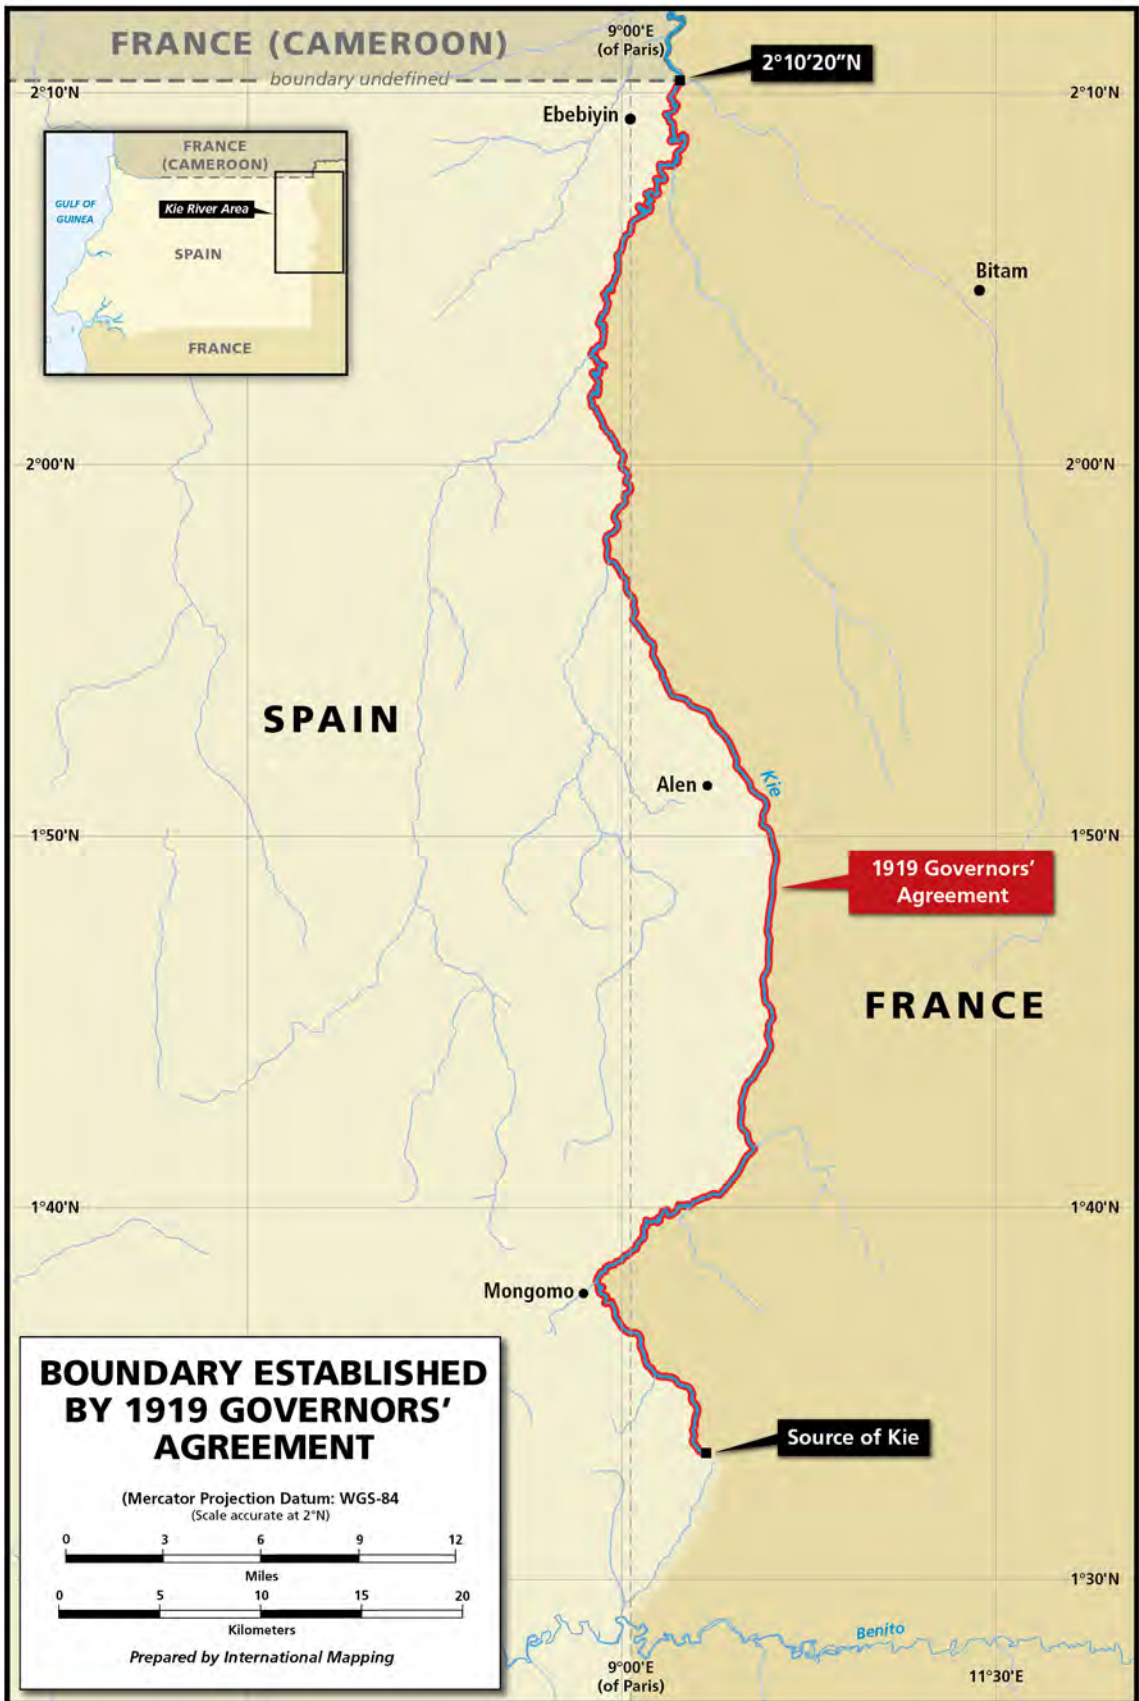 FRANCE (CAMEROON)
9°00'E
(of Paris)
2°10'20"N
boundary undefined
2°10'N
2°10'N
Ebebiyin
FRANCE
(CAMEROON)
GULF OF
GUINEA
Kie River Area
SPAIN
FRANCE
Bitam
2°00'N
2°00'N
SPAIN
Alen
Kie
1°50'N
1°50'N
1919 Governors'
Agreement
FRANCE
1°40'N
1°40'N
Mongomo
BOUNDARY ESTABLISHED
BY 1919 GOVERNORS'
AGREEMENT
(Mercator Projection Datum: WGS-84
(Scale accurate at 2°N)
0 3 6 9 12
Miles
0 5 10 15 20
Kilometers
Prepared by International Mapping
Source of Kie
1°30'N
Benito
9°00'E
(of Paris)
11°30'E